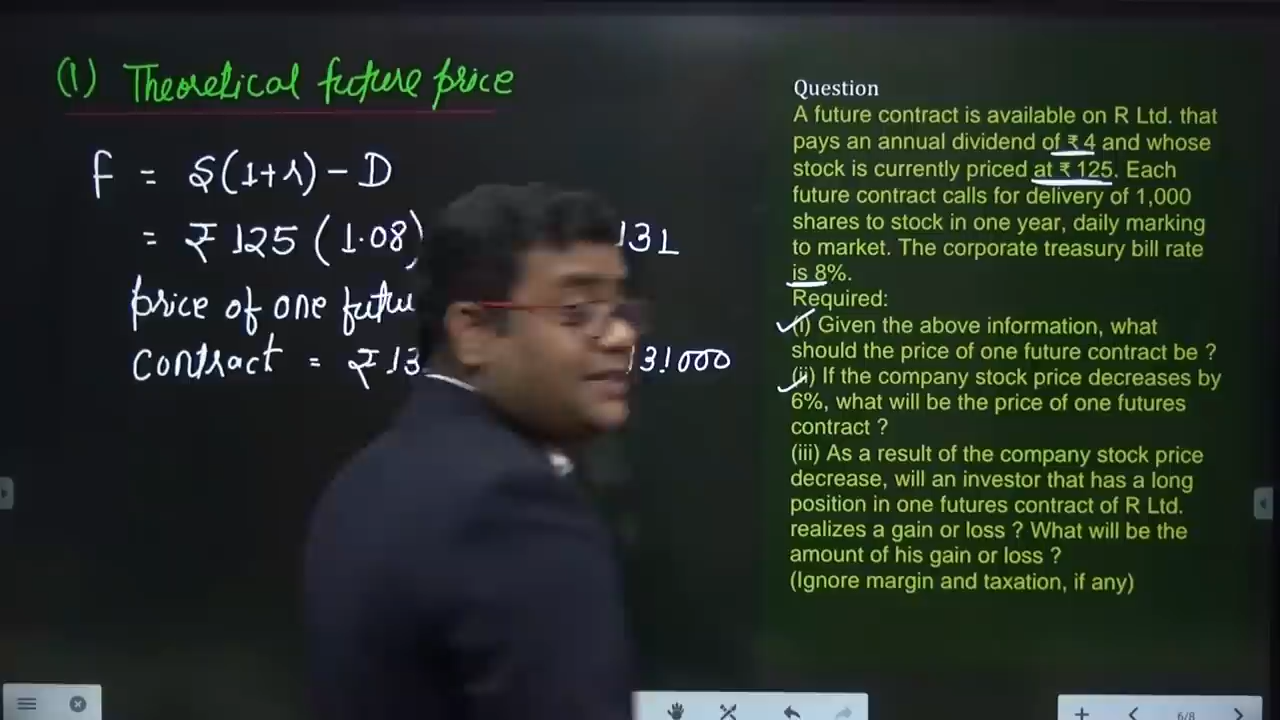 (1) Theoretical future price
F = S(1+r) - D
= ₹ 125 (1.08) 131
price of one futu
contract = ₹ 13 131000
Question
A future contract is available on R Ltd. that
pays an annual dividend of ₹ 4 and whose
stock is currently priced at ₹ 125. Each
future contract calls for delivery of 1,000
shares to stock in one year, daily marking
to market. The corporate treasury bill rate
is 8%.
Required:
(i) Given the above information, what
should the price of one future contract be ?
(ii) If the company stock price decreases by
6%, what will be the price of one futures
contract ?
(iii) As a result of the company stock price
decrease, will an investor that has a long
position in one futures contract of R Ltd.
realizes a gain or loss ? What will be the
amount of his gain or loss ?
(Ignore margin and taxation, if any)
6/8